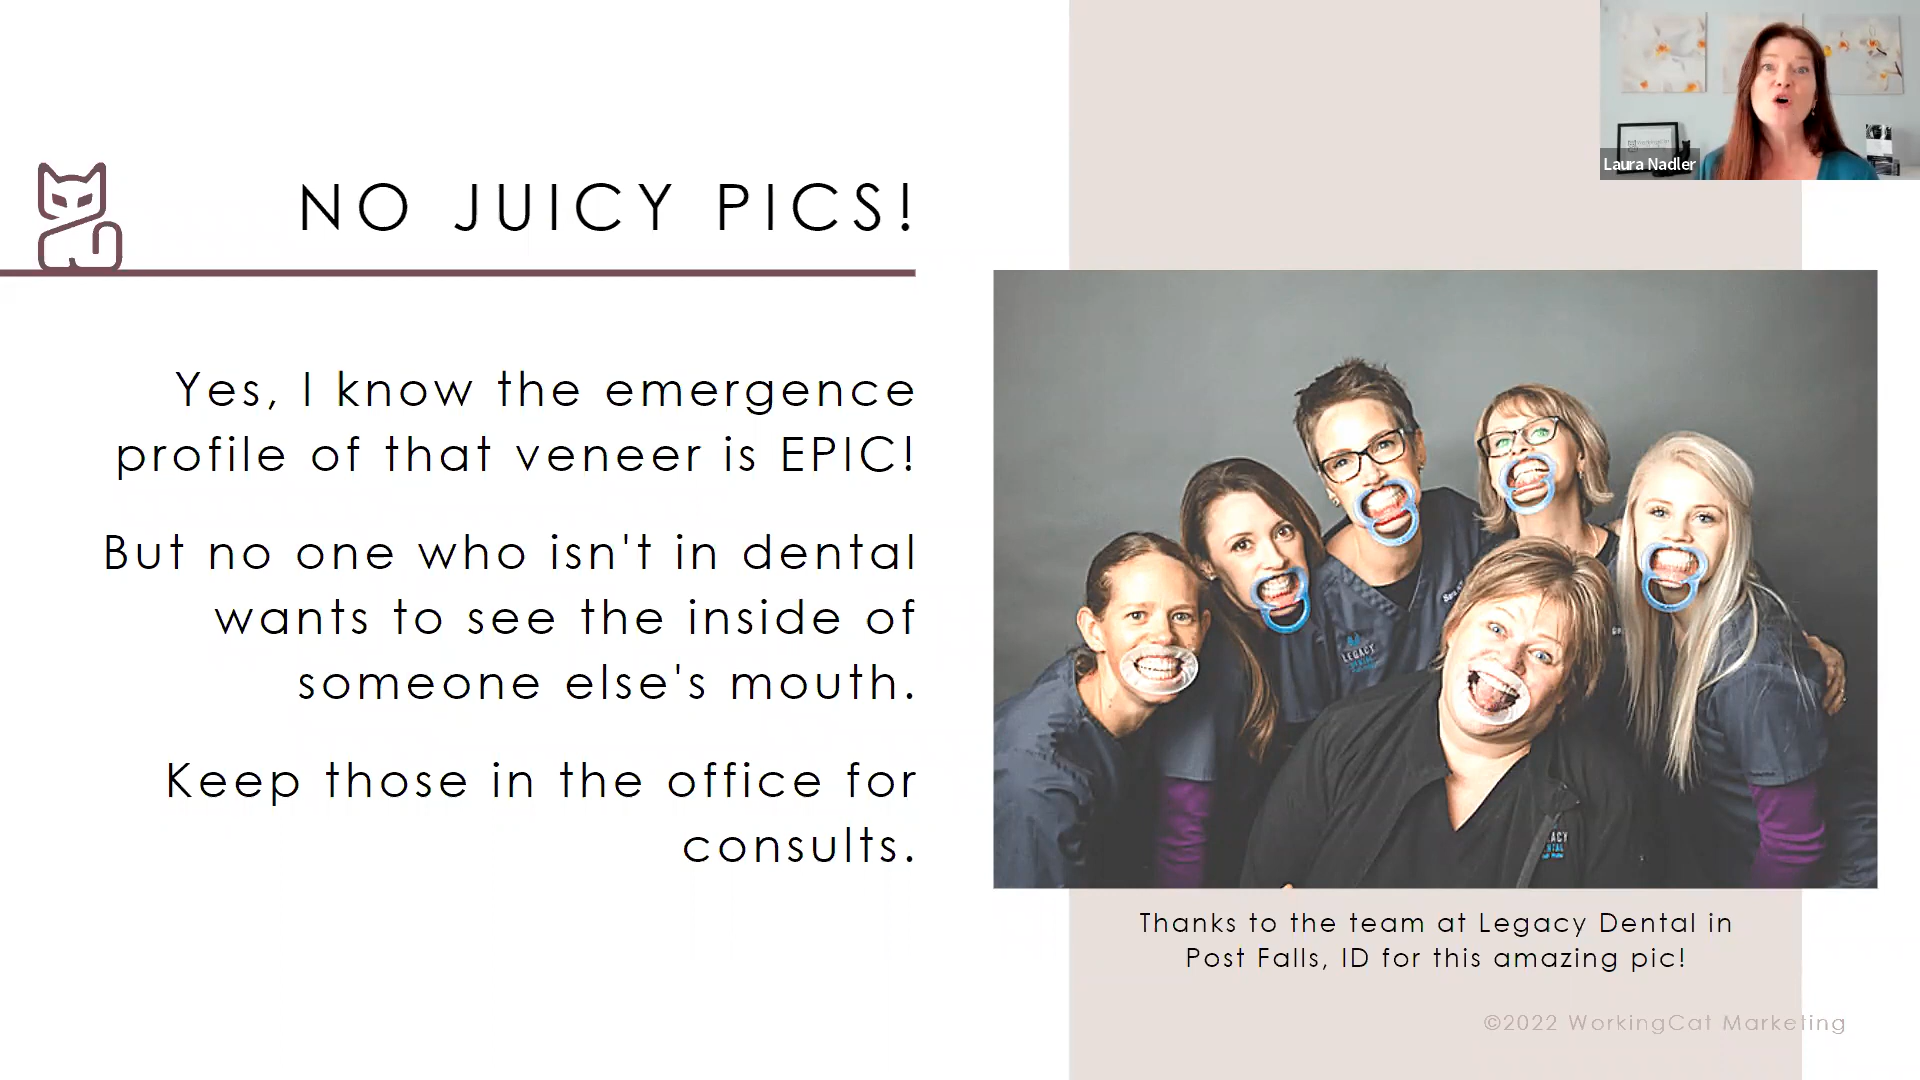 Laura Nadler
NO JUICY PICS!
Yes, I know the emergence
profile of that veneer is EPIC!
But no one who isn't in dental
wants to see the inside of
someone else's mouth.
Keep those in the office for
consults.
LEGACY
Thanks to the team at Legacy Dental in
Post Falls, ID for this amazing pic!
©2022 WorkingCat Marketing